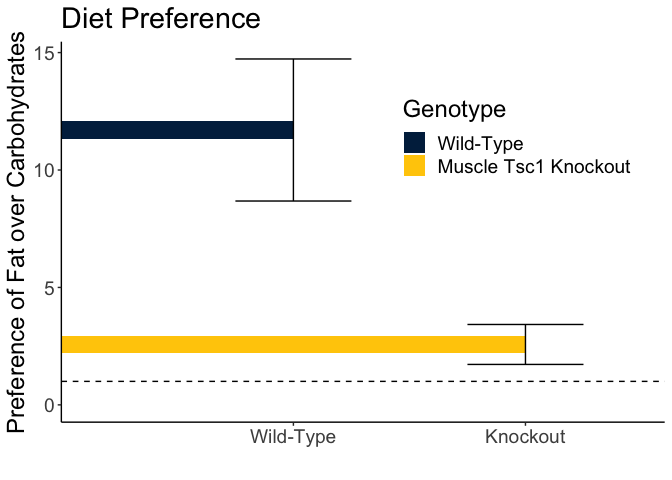 Diet Preference
Preference of Fat over Carbohydrates
15
10
5
0
Genotype
Wild-Type
Muscle Tsc1 Knockout
Wild-Type
Knockout